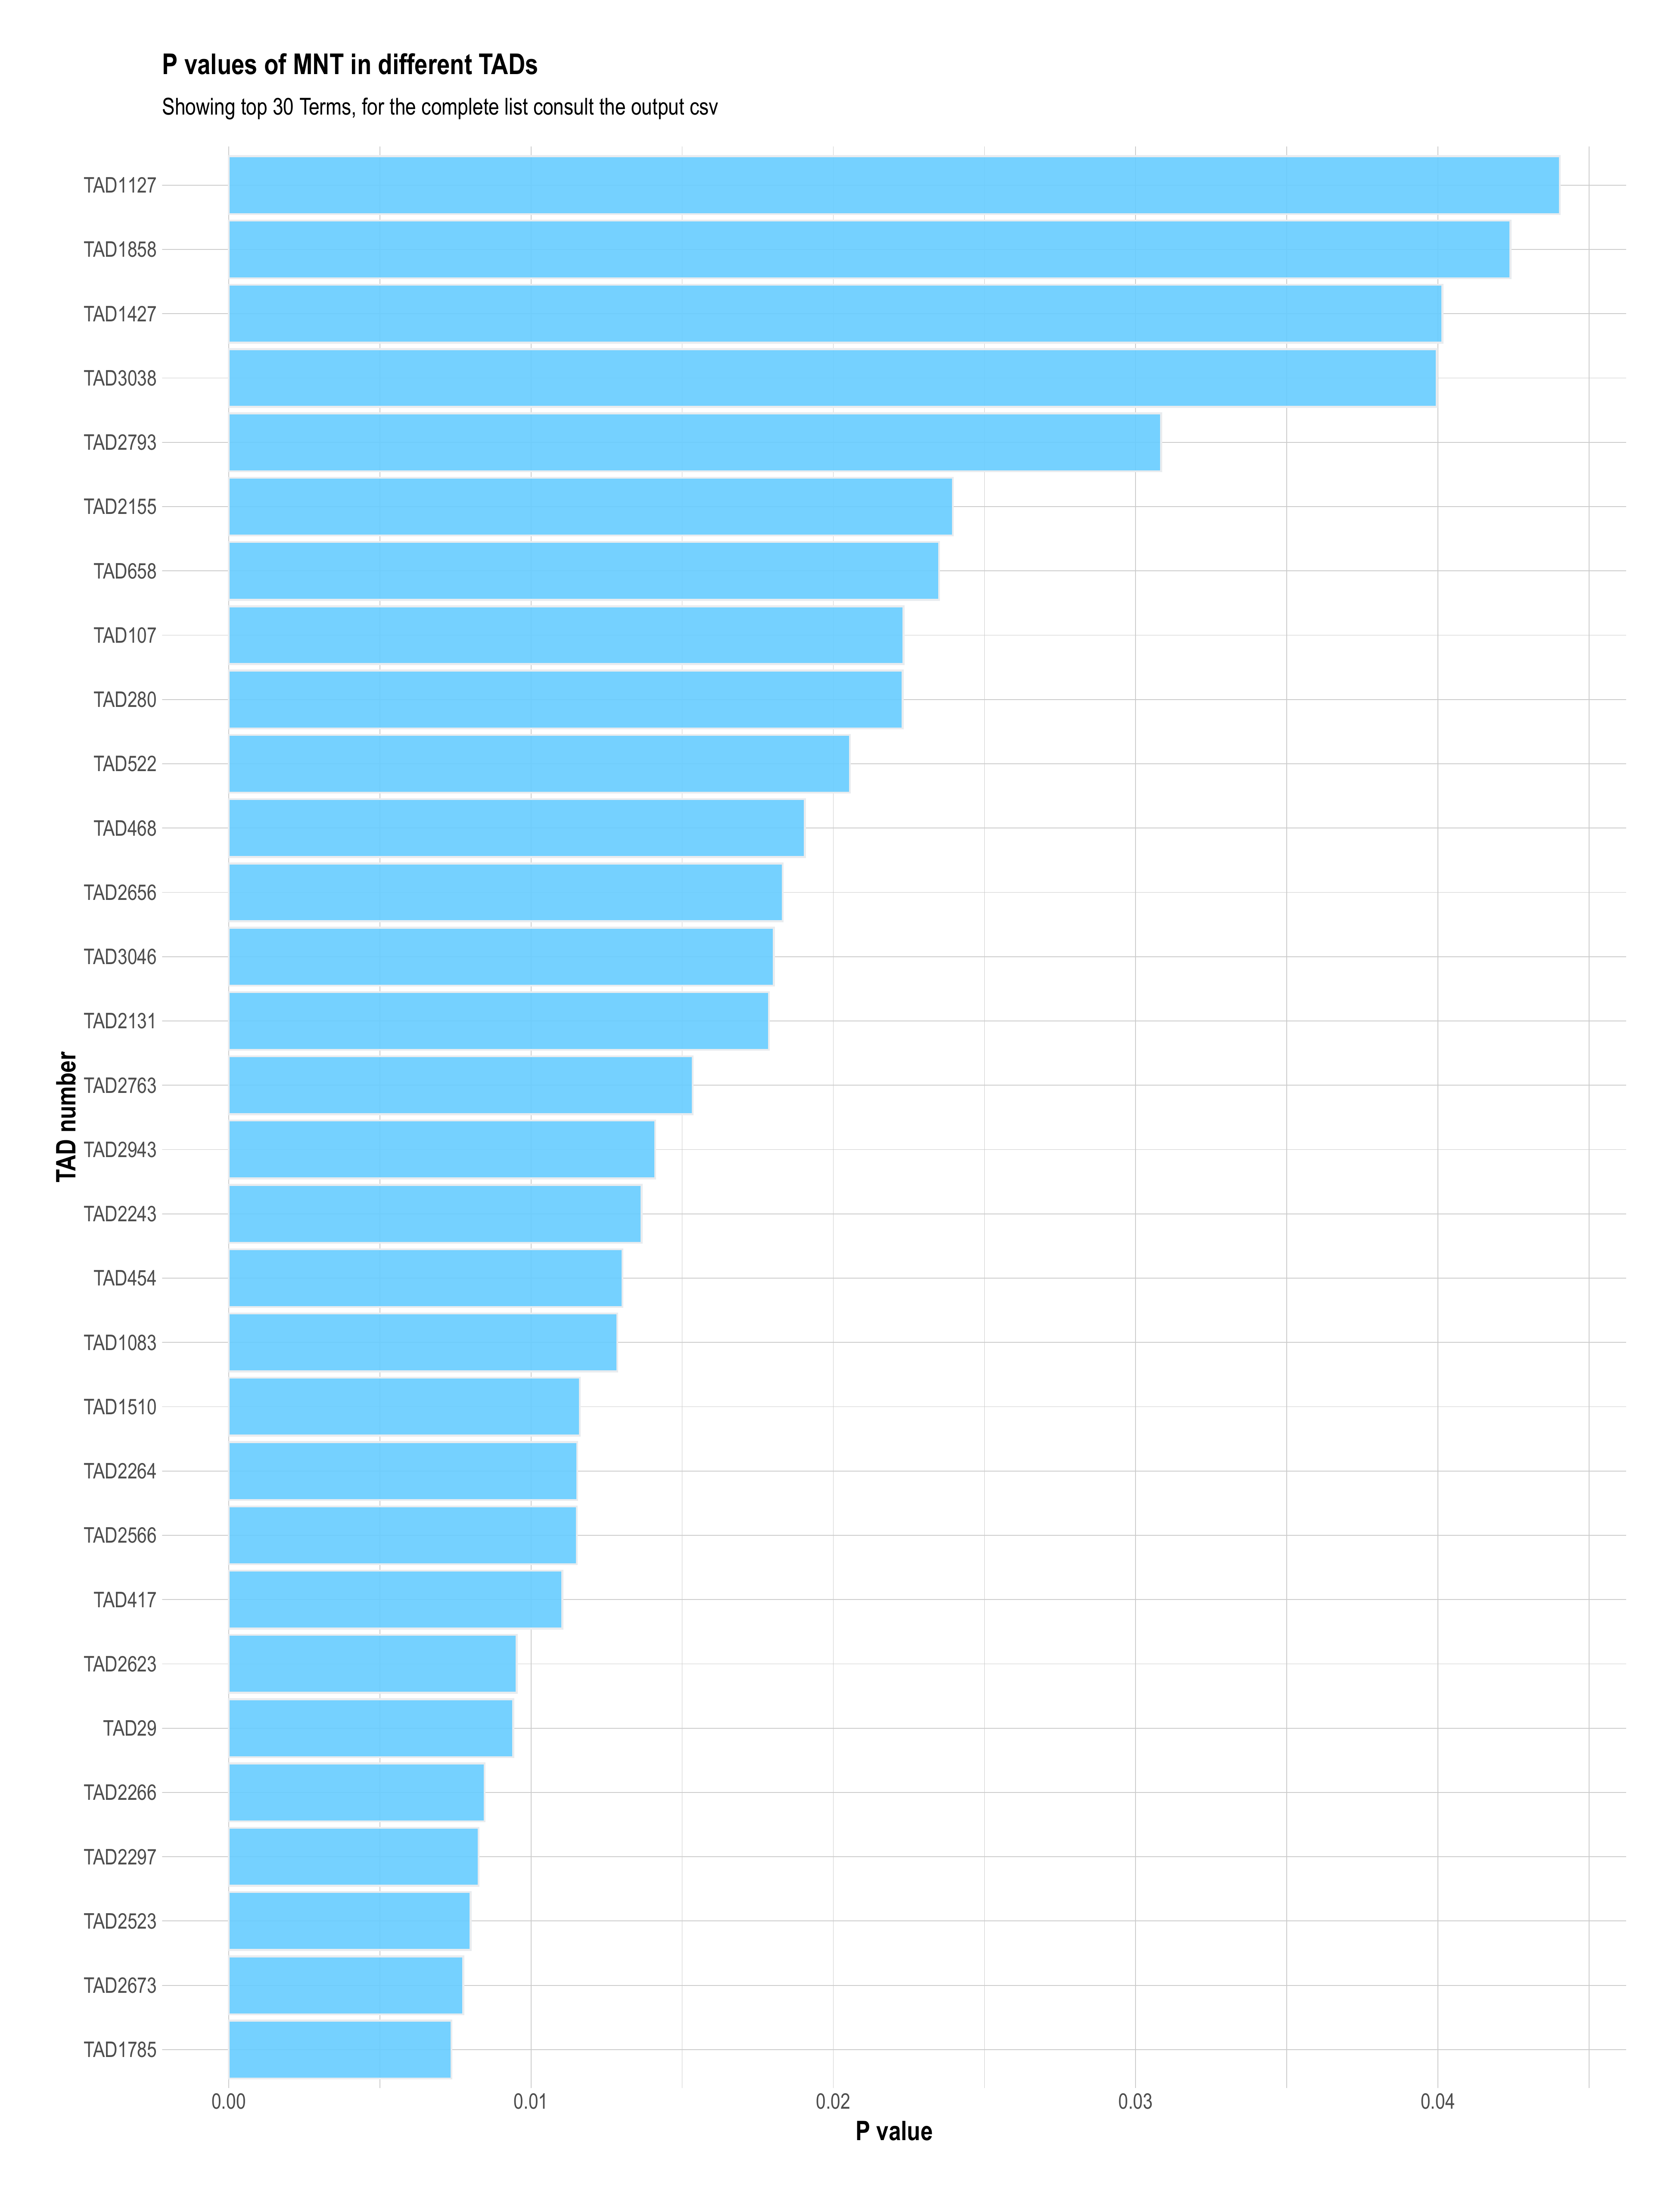 P values of MNT in different TADs
Showing top 30 Terms, for the complete list consult the output csv
TAD1127
TAD1858
TAD1427
TAD3038
TAD2793
TAD2155
TAD658
TAD107
TAD280
TAD522
TAD468
TAD2656
TAD3046
TAD2131
TAD2763
TAD2943
TAD2243
TAD454
TAD1083
TAD1510
TAD2264
TAD2566
TAD417
TAD2623
TAD29
TAD2266
TAD2297
TAD2523
TAD2673
TAD1785
TAD number
0.00 0.01 0.02 0.03 0.04
P value